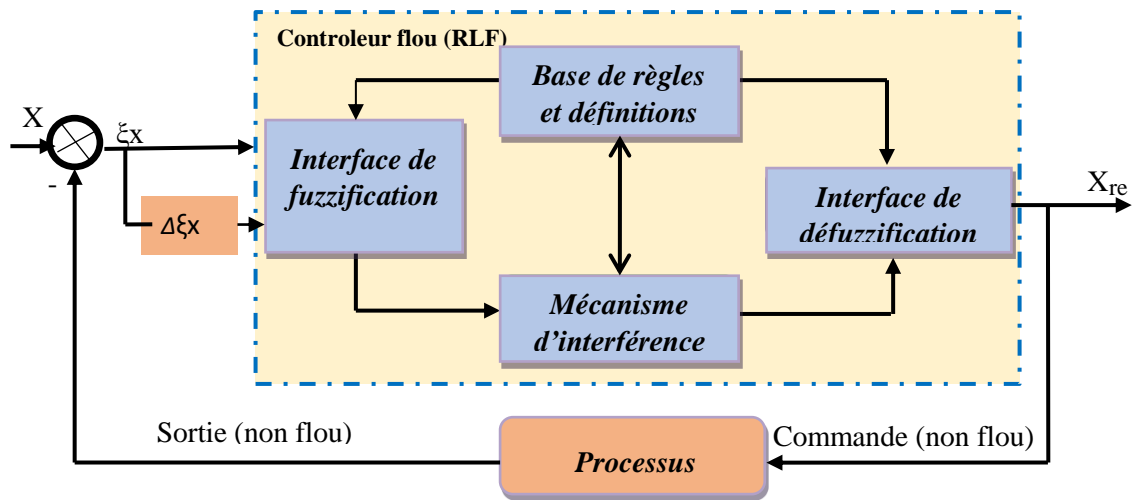 Controleur flou (RLF)
Base de règles
et définitions
X
ξx
-
Δξx
Interface de
fuzzification
Interface de
défuzzification
X_re
Mécanisme
d'interférence
Sortie (non flou)
Commande (non flou)
Processus